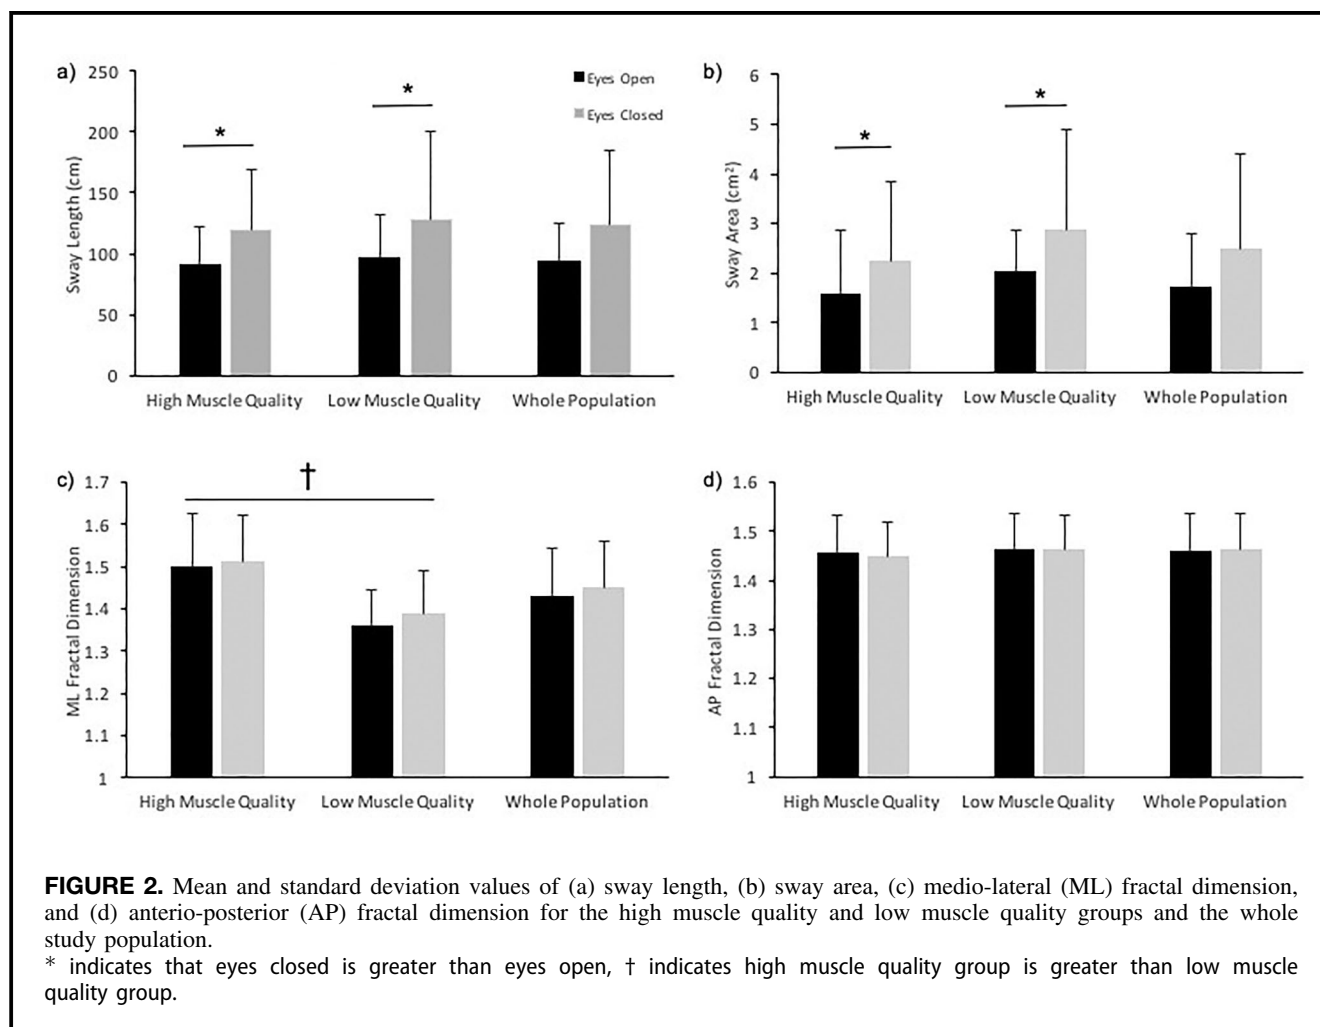 a)
250
200
150
100
50
0
Sway Length (cm)
*
*
Eyes Open
Eyes Closed
High Muscle Quality
Low Muscle Quality
Whole Population
b)
6
5
4
3
2
1
0
Sway Area (cm²)
*
*
High Muscle Quality
Low Muscle Quality
Whole Population
c)
1.7
1.6
1.5
1.4
1.3
1.2
1.1
1
ML Fractal Dimension
†
High Muscle Quality
Low Muscle Quality
Whole Population
d)
1.6
1.5
1.4
1.3
1.2
1.1
1
AP Fractal Dimension
High Muscle Quality
Low Muscle Quality
Whole Population
FIGURE 2. Mean and standard deviation values of (a) sway length, (b) sway area, (c) medio-lateral (ML) fractal dimension,
and (d) anterio-posterior (AP) fractal dimension for the high muscle quality and low muscle quality groups and the whole
study population.
* indicates that eyes closed is greater than eyes open, † indicates high muscle quality group is greater than low muscle
quality group.